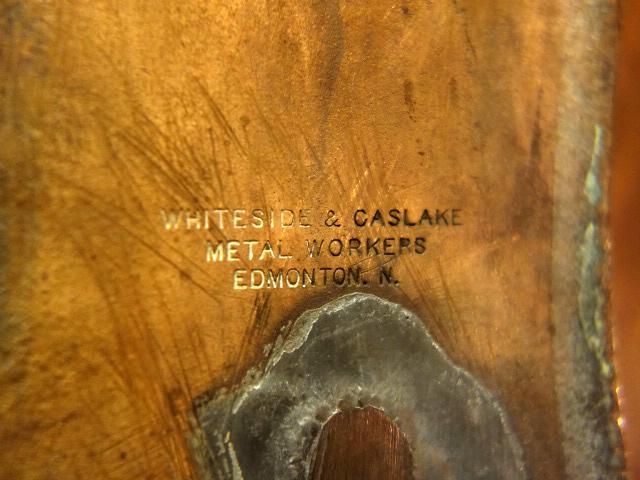 WHITESIDE & CASLAKE
METAL WORKERS
EDMONTON. N.